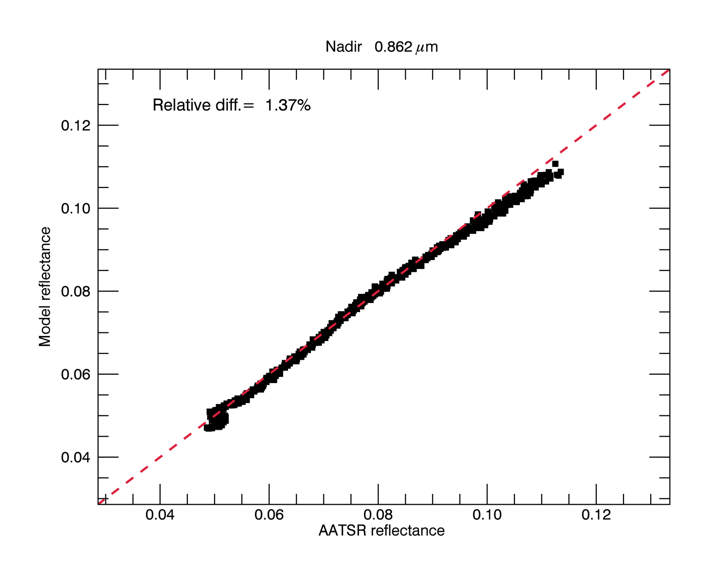 Nadir 0.862 μm
Relative diff.= 1.37%
0.12
0.10
0.08
0.06
0.04
Model reflectance
0.04 0.06 0.08 0.10 0.12
AATSR reflectance